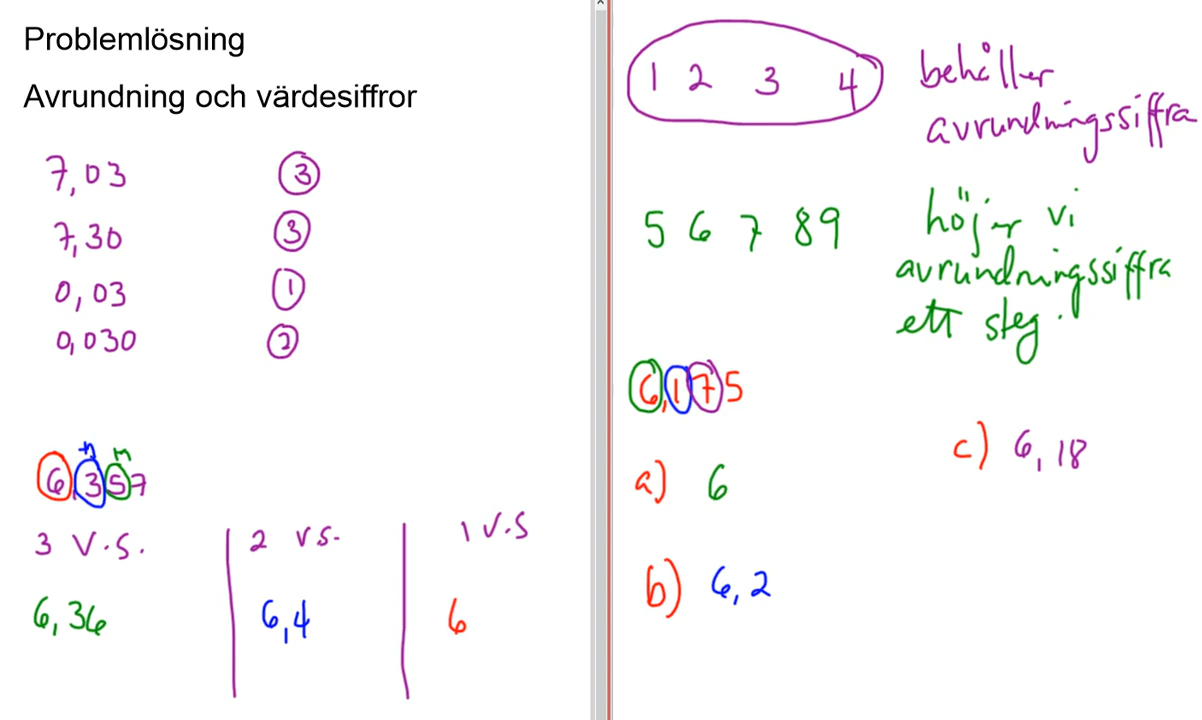 Problemlösning
Avrundning och värdesiffror
7,03 3
7,30 3
0,03 1
0,030 2
6,357
3 V.S. 2 VS. 1 V.S
6,36 6,4 6
1 2 3 4 behåller
avrundningssiffra
5 6 7 8 9 höjer vi
avrundningssiffra
ett steg.
6,175
a) 6 c) 6,18
b) 6,2